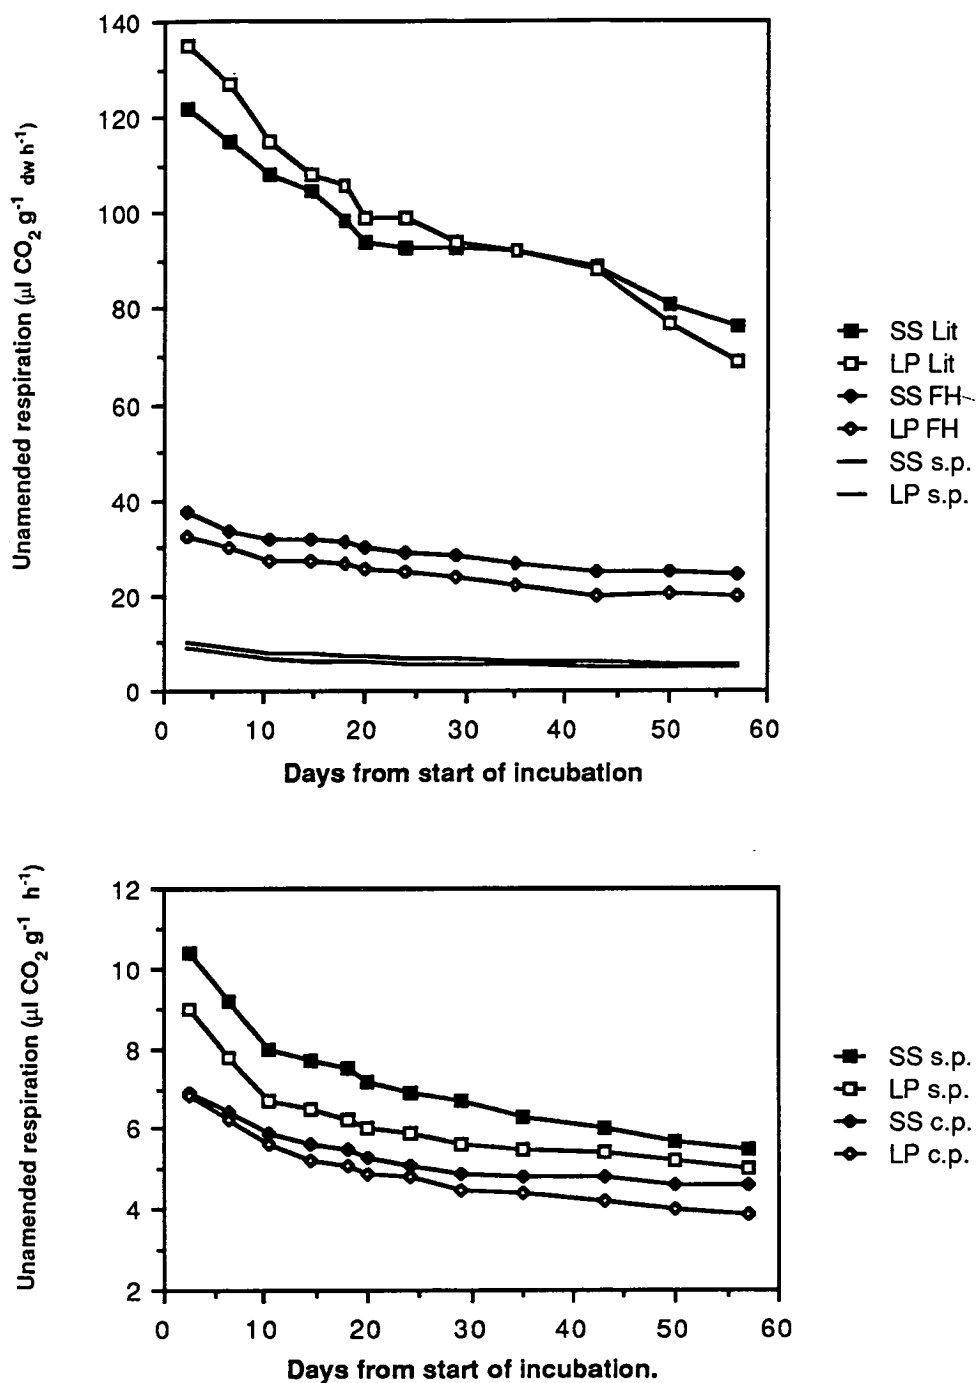 140
120
100
80
60
40
20
0
Unamended respiration (µl CO₂ g⁻¹ dw h⁻¹)
SS Lit
LP Lit
SS FH
LP FH
SS s.p.
LP s.p.
0 10 20 30 40 50 60
Days from start of incubation
12
10
8
6
4
2
Unamended respiration (µl CO₂ g⁻¹ h⁻¹)
SS s.p.
LP s.p.
SS c.p.
LP c.p.
0 10 20 30 40 50 60
Days from start of incubation.